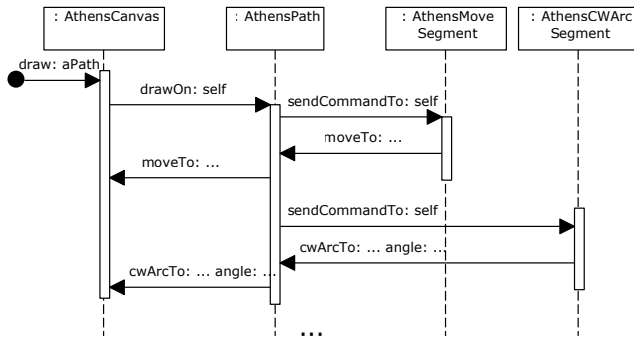 : AthensCanvas
: AthensPath
: AthensMove
Segment
: AthensCWArc
Segment
draw: aPath
drawOn: self
sendCommandTo: self
moveTo: ...
moveTo: ...
sendCommandTo: self
cwArcTo: ... angle: ...
cwArcTo: ... angle: ...
...